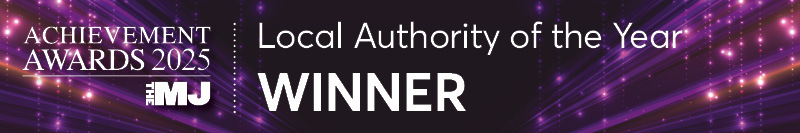 ACHIEVEMENT
AWARDS 2025
THE MJ
Local Authority of the Year
WINNER